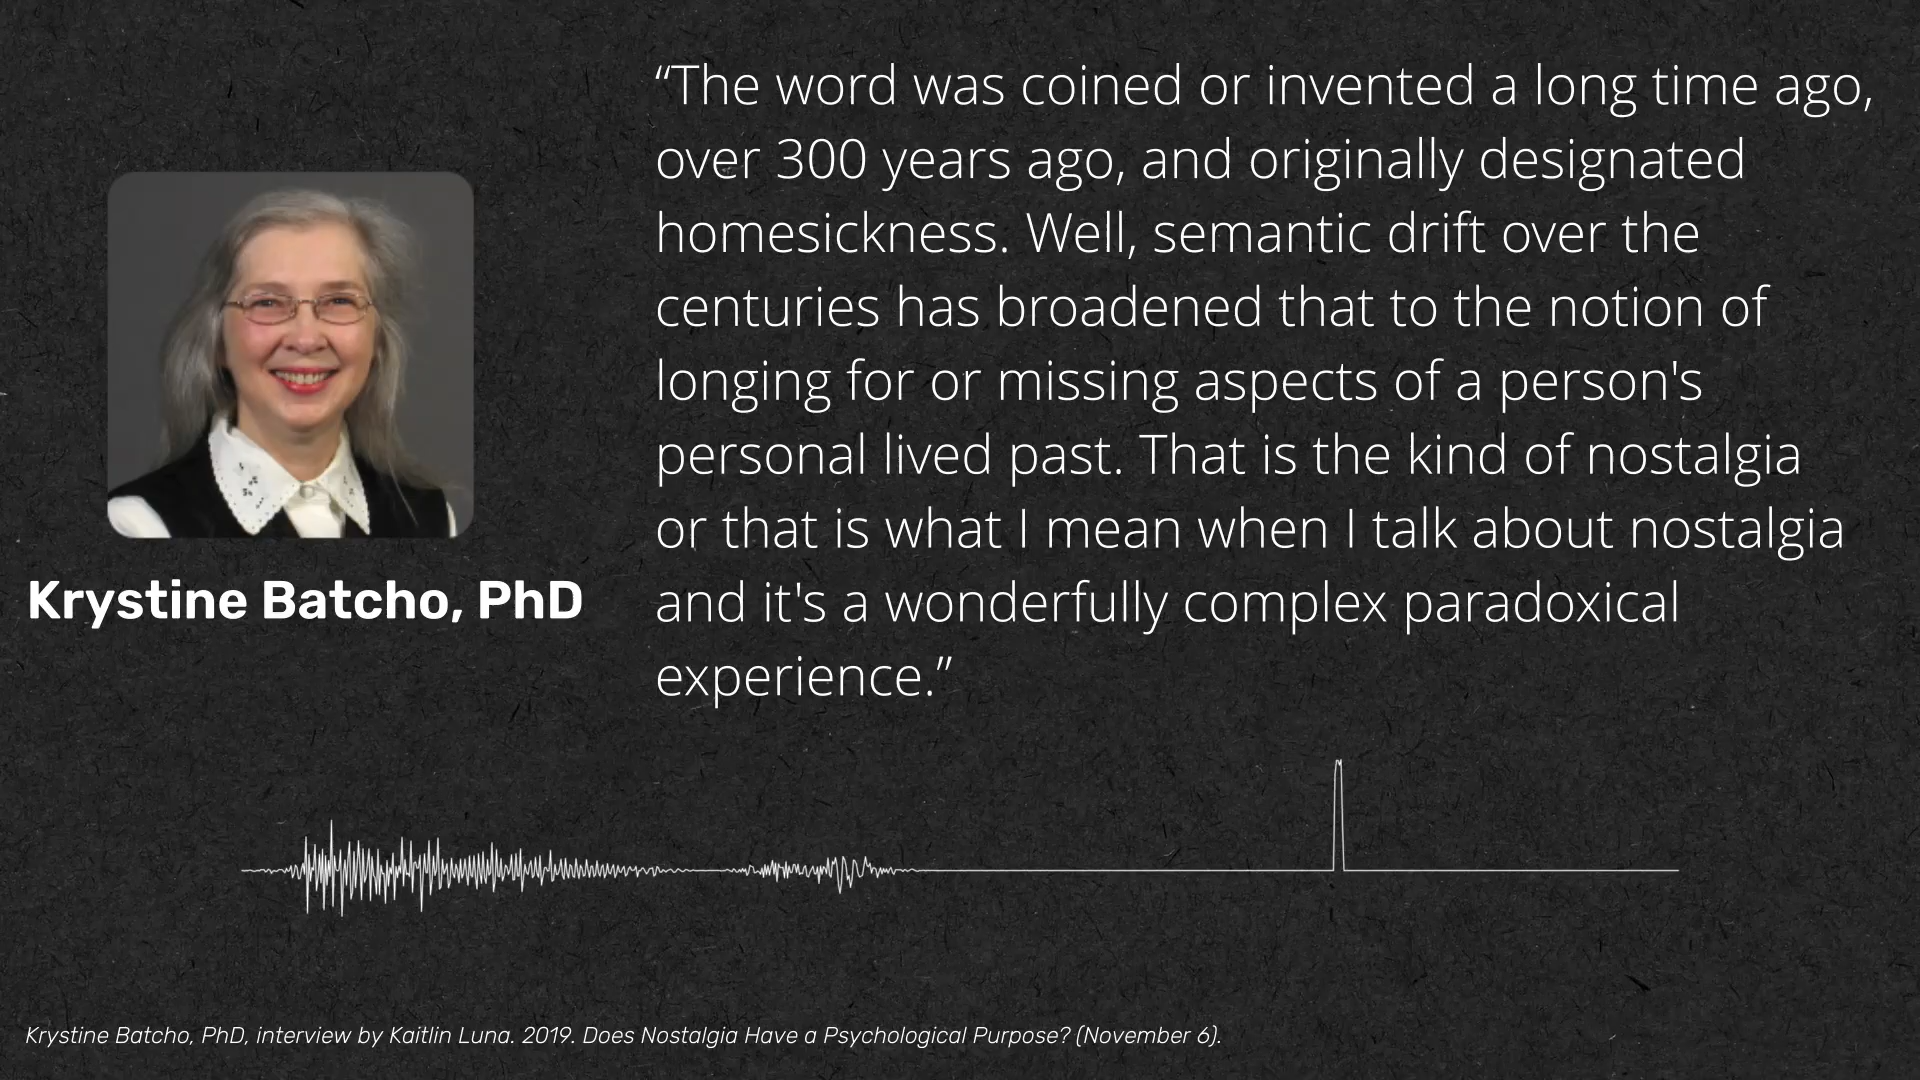 “The word was coined or invented a long time ago,
over 300 years ago, and originally designated
homesickness. Well, semantic drift over the
centuries has broadened that to the notion of
longing for or missing aspects of a person's
personal lived past. That is the kind of nostalgia
or that is what I mean when I talk about nostalgia
and it's a wonderfully complex paradoxical
experience.”
Krystine Batcho, PhD
Krystine Batcho, PhD, interview by Kaitlin Luna. 2019. Does Nostalgia Have a Psychological Purpose? (November 6).